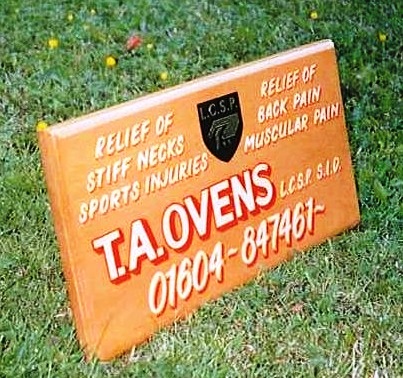 RELIEF OF
STIFF NECKS
SPORTS INJURIES
L.C.S.P.
RELIEF OF
BACK PAIN
MUSCULAR PAIN
T.A. OVENS L.C.S.P. S.I.D.
01604~847461~